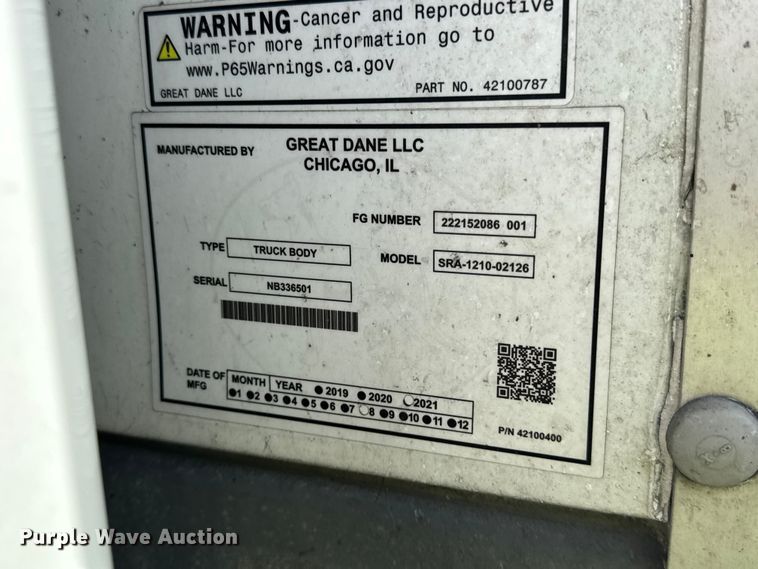 WARNING-Cancer and Reproductive
Harm-For more information go to
www.P65Warnings.ca.gov
GREAT DANE LLC PART NO. 42100787
MANUFACTURED BY GREAT DANE LLC
CHICAGO, IL
FG NUMBER 222152086 001
TYPE TRUCK BODY MODEL SRA-1210-02126
SERIAL NB336501
DATE OF MFG MONTH YEAR 2019 2020 2021
1 2 3 4 5 6 7 8 9 10 11 12
P/N 42100400
Purple Wave Auction